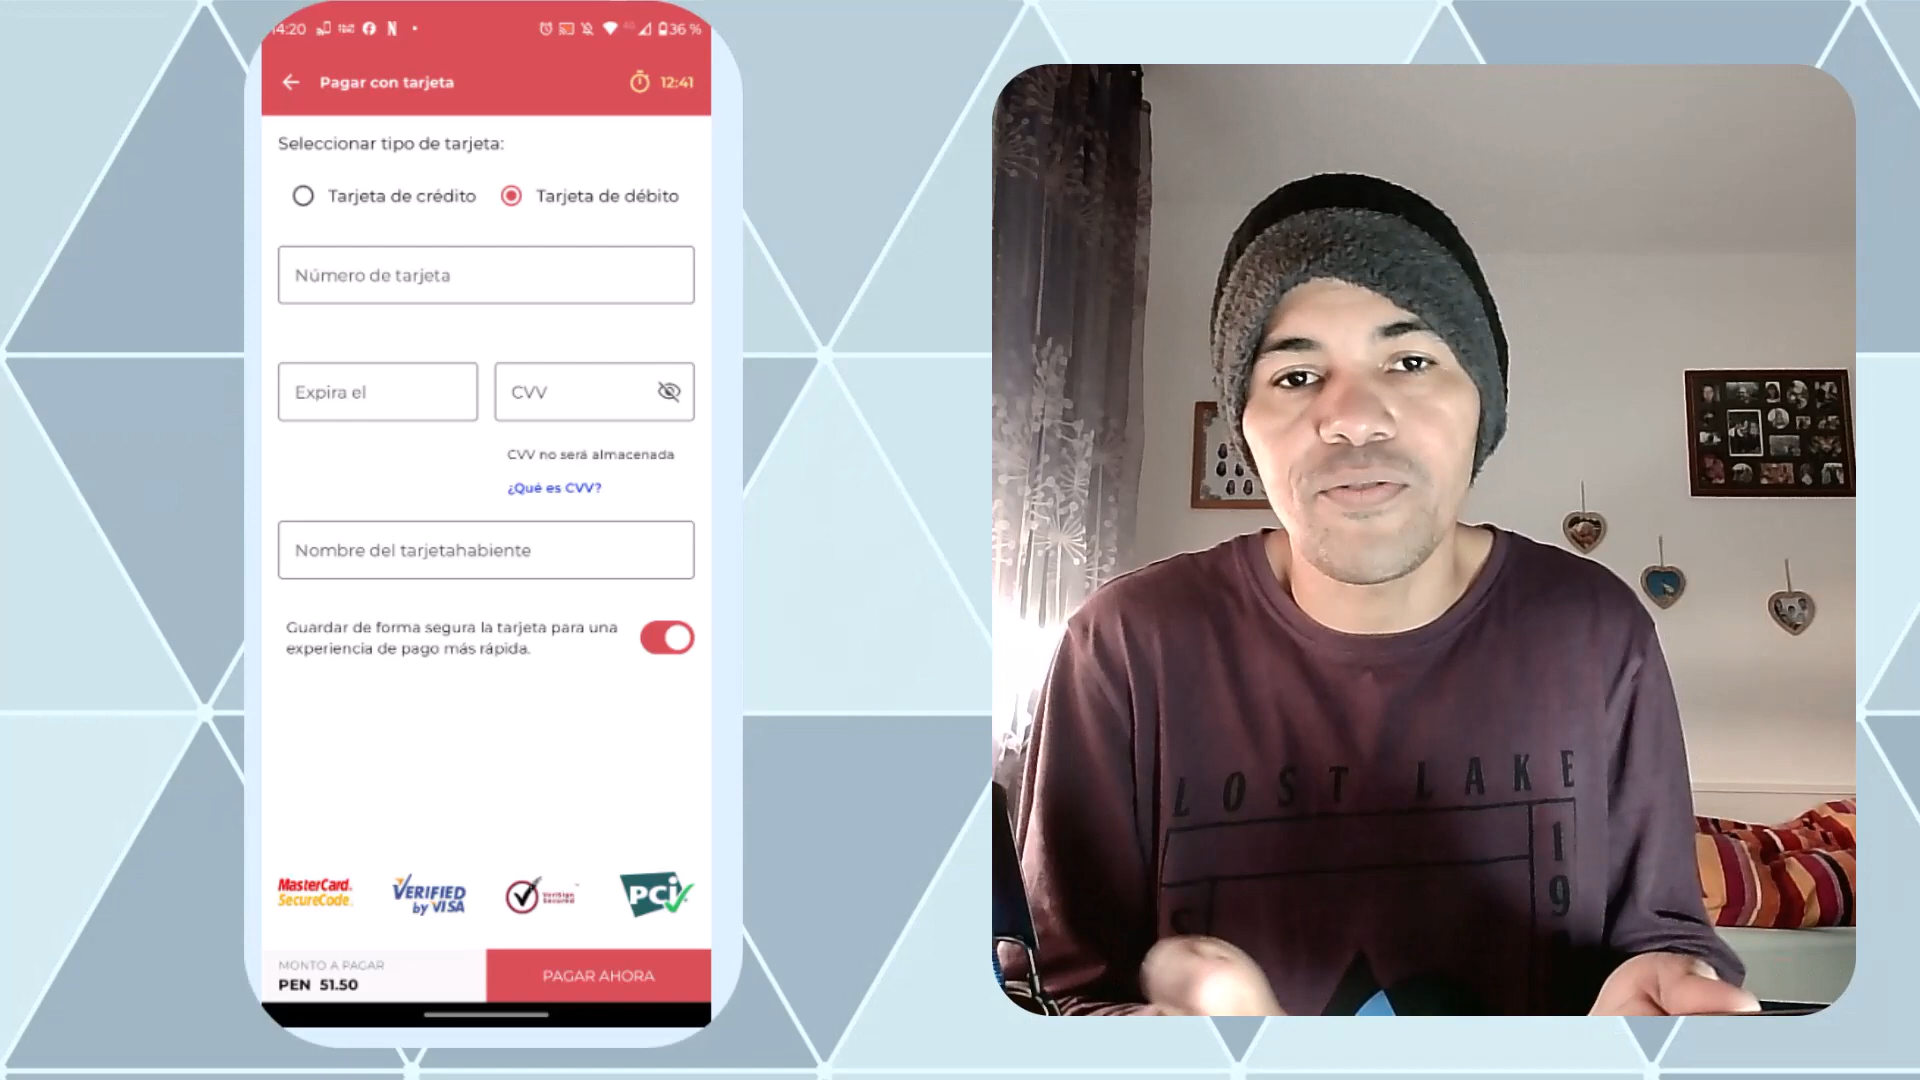 14:20
36 %
Pagar con tarjeta
12:41
Seleccionar tipo de tarjeta:
Tarjeta de crédito
Tarjeta de débito
Número de tarjeta
Expira el
CVV
CVV no será almacenada
¿Qué es CVV?
Nombre del tarjetahabiente
Guardar de forma segura la tarjeta para una
experiencia de pago más rápida.
MasterCard.
SecureCode.
VERIFIED
by VISA
VeriSign
Secured
PCi
MONTO A PAGAR
PEN 51.50
PAGAR AHORA
LOST LAKE
19